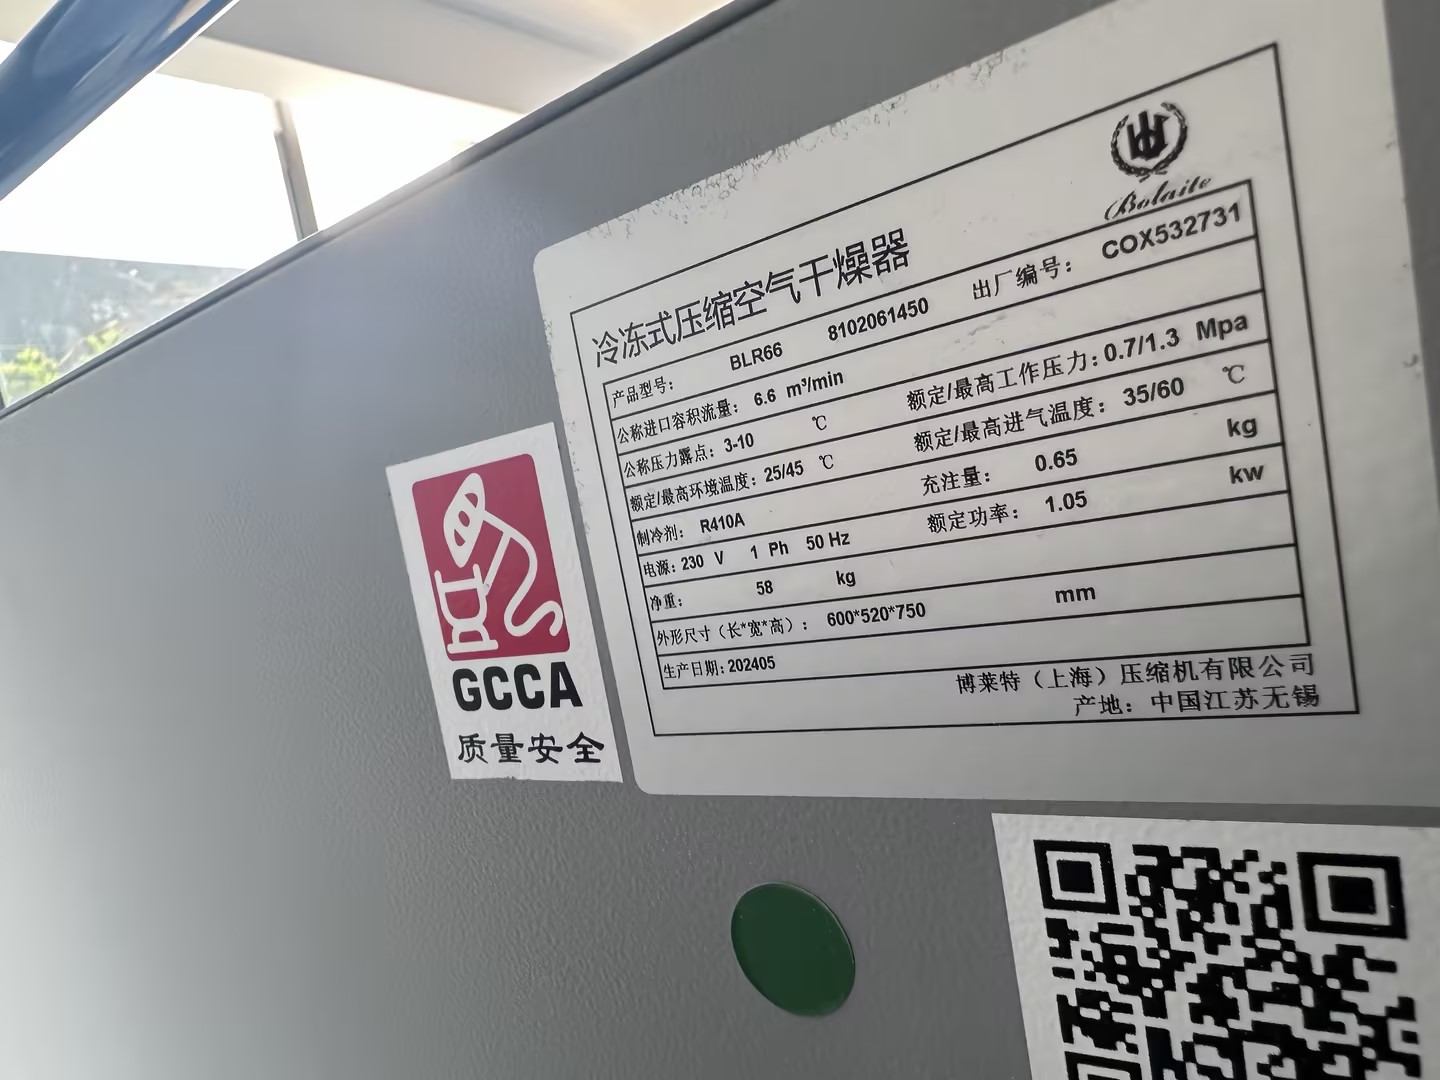 Bolaite
冷冻式压缩空气干燥器
产品型号： BLR66 8102061450 出厂编号： COX532731
公称进口容积流量： 6.6 m³/min
公称压力露点： 3-10 ℃ 额定/最高工作压力：0.7/1.3 Mpa
额定/最高环境温度：25/45 ℃ 额定/最高进气温度： 35/60 ℃
制冷剂： R410A 充注量： 0.65 kg
电源：230 V 1 Ph 50 Hz 额定功率： 1.05 kw
净重： 58 kg
外形尺寸（长*宽*高）： 600*520*750 mm
生产日期：202405
博莱特（上海）压缩机有限公司
产地：中国江苏无锡
GCCA
质量安全